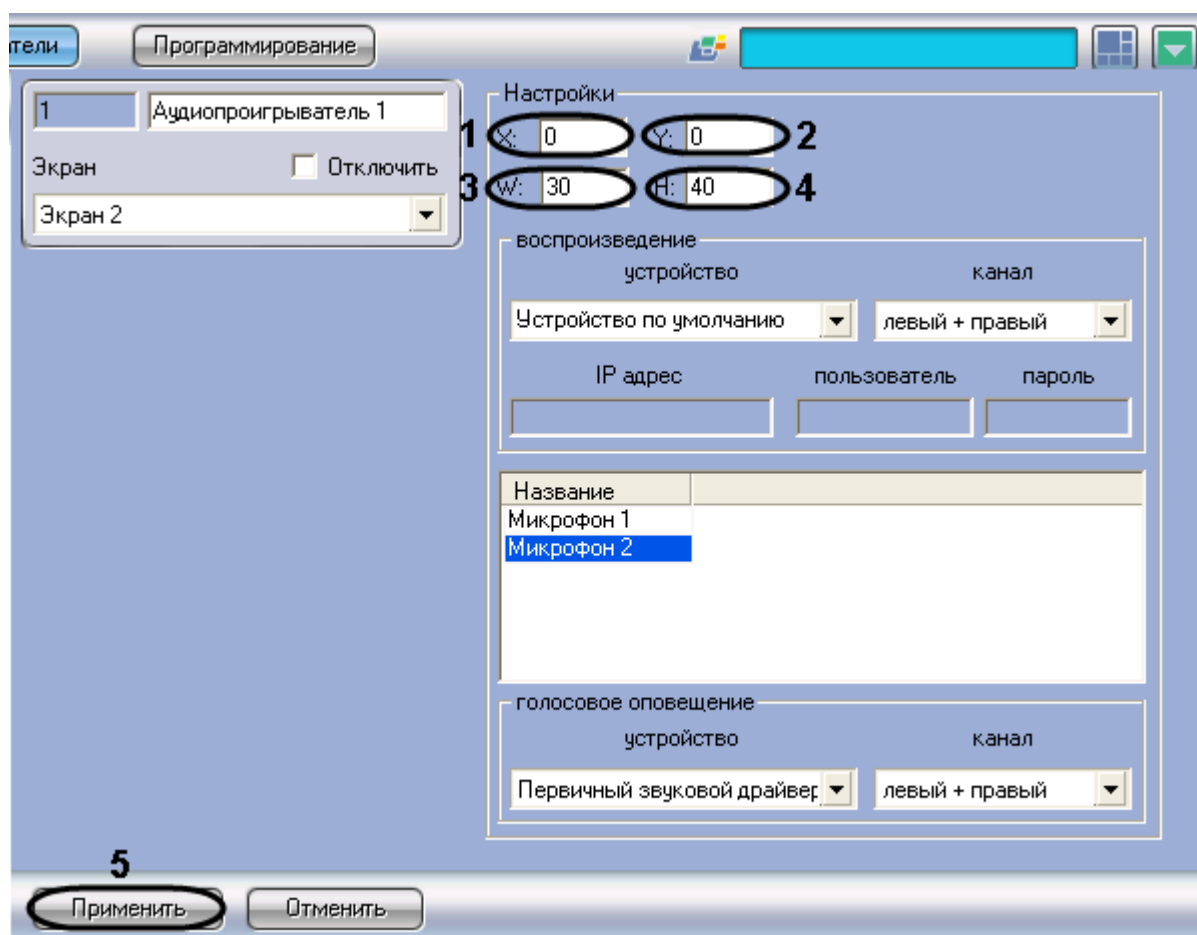 тели Программирование
1 Аудиопроигрыватель 1
Экран Отключить
Экран 2
Настройки
1 X: 0 Y: 0 2
3 W: 30 H: 40 4
воспроизведение
устройство канал
Устройство по умолчанию левый + правый
IP адрес пользователь пароль
Название
Микрофон 1
Микрофон 2
голосовое оповещение
устройство канал
Первичный звуковой драйвер левый + правый
5
Применить Отменить